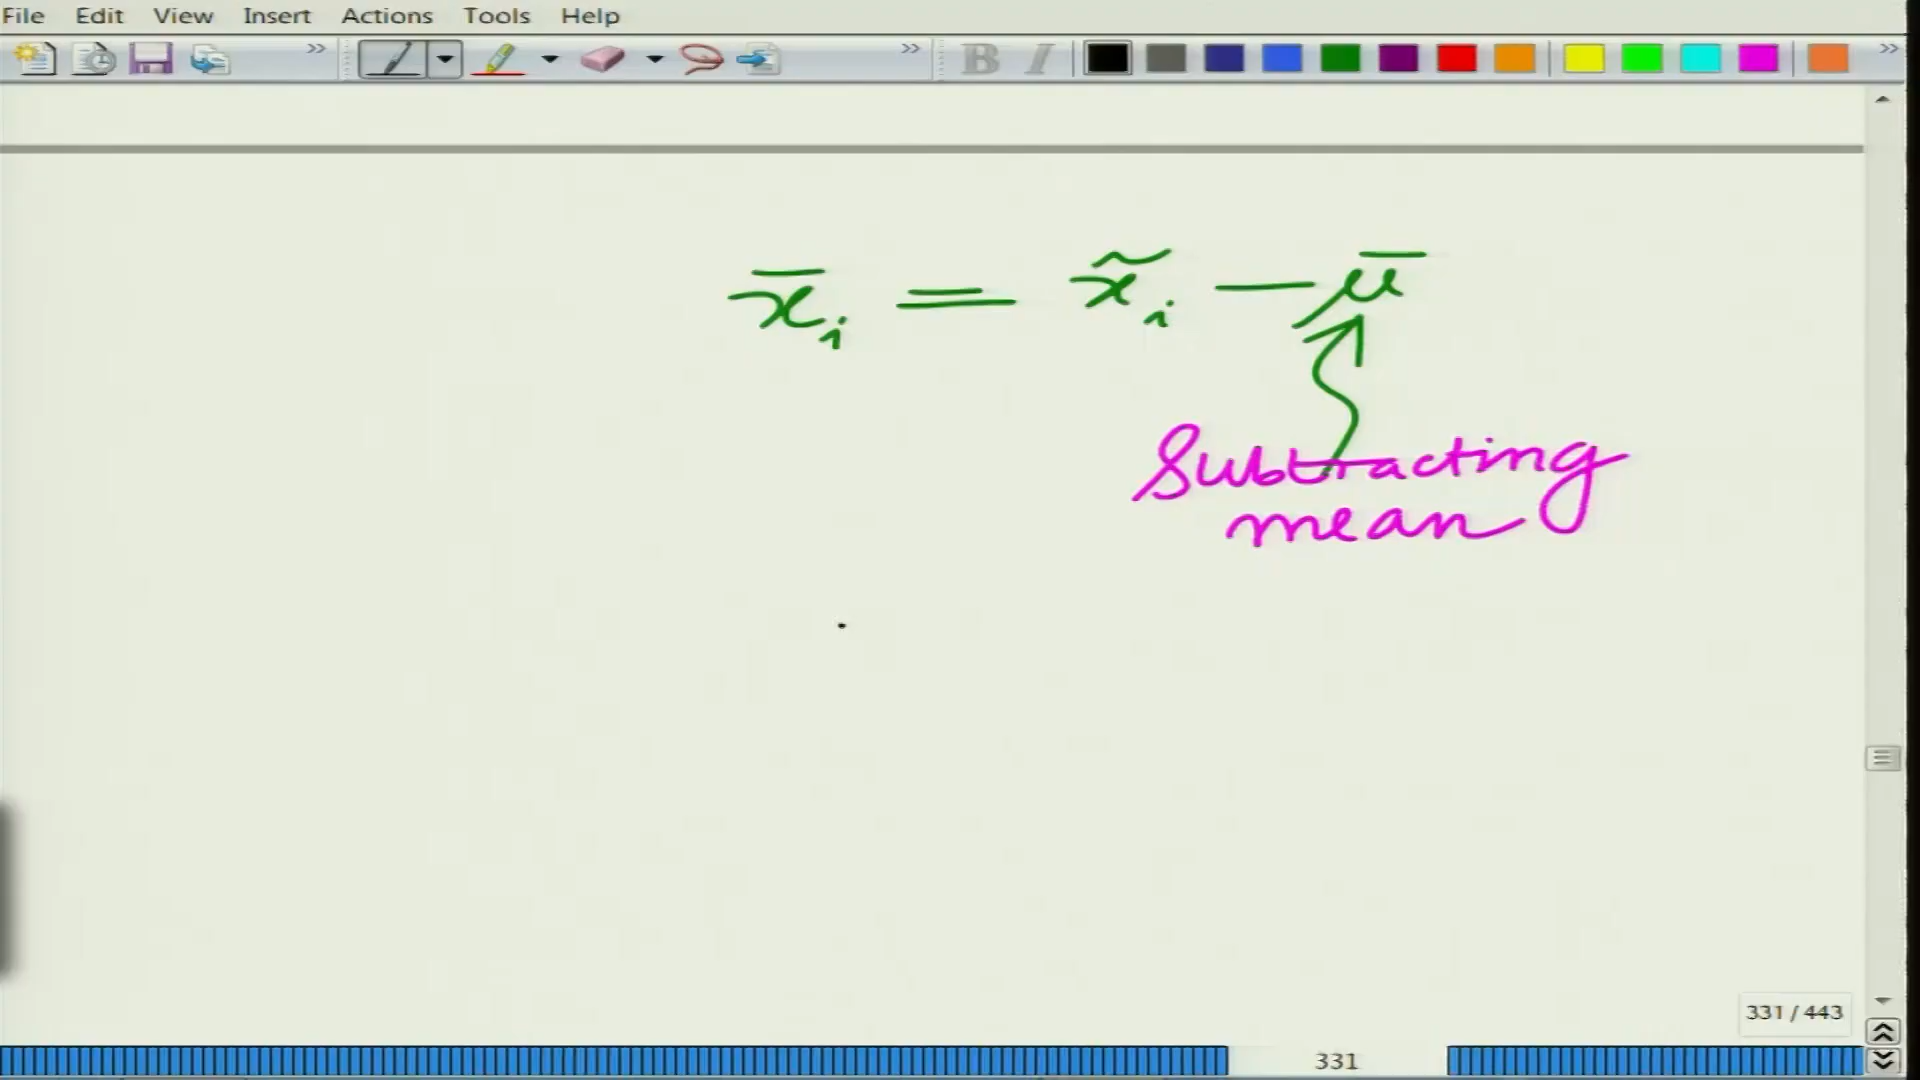 File Edit View Insert Actions Tools Help
B I
x̄ᵢ = x̃ᵢ − μ̄
Subtracting
mean
331 / 443
331